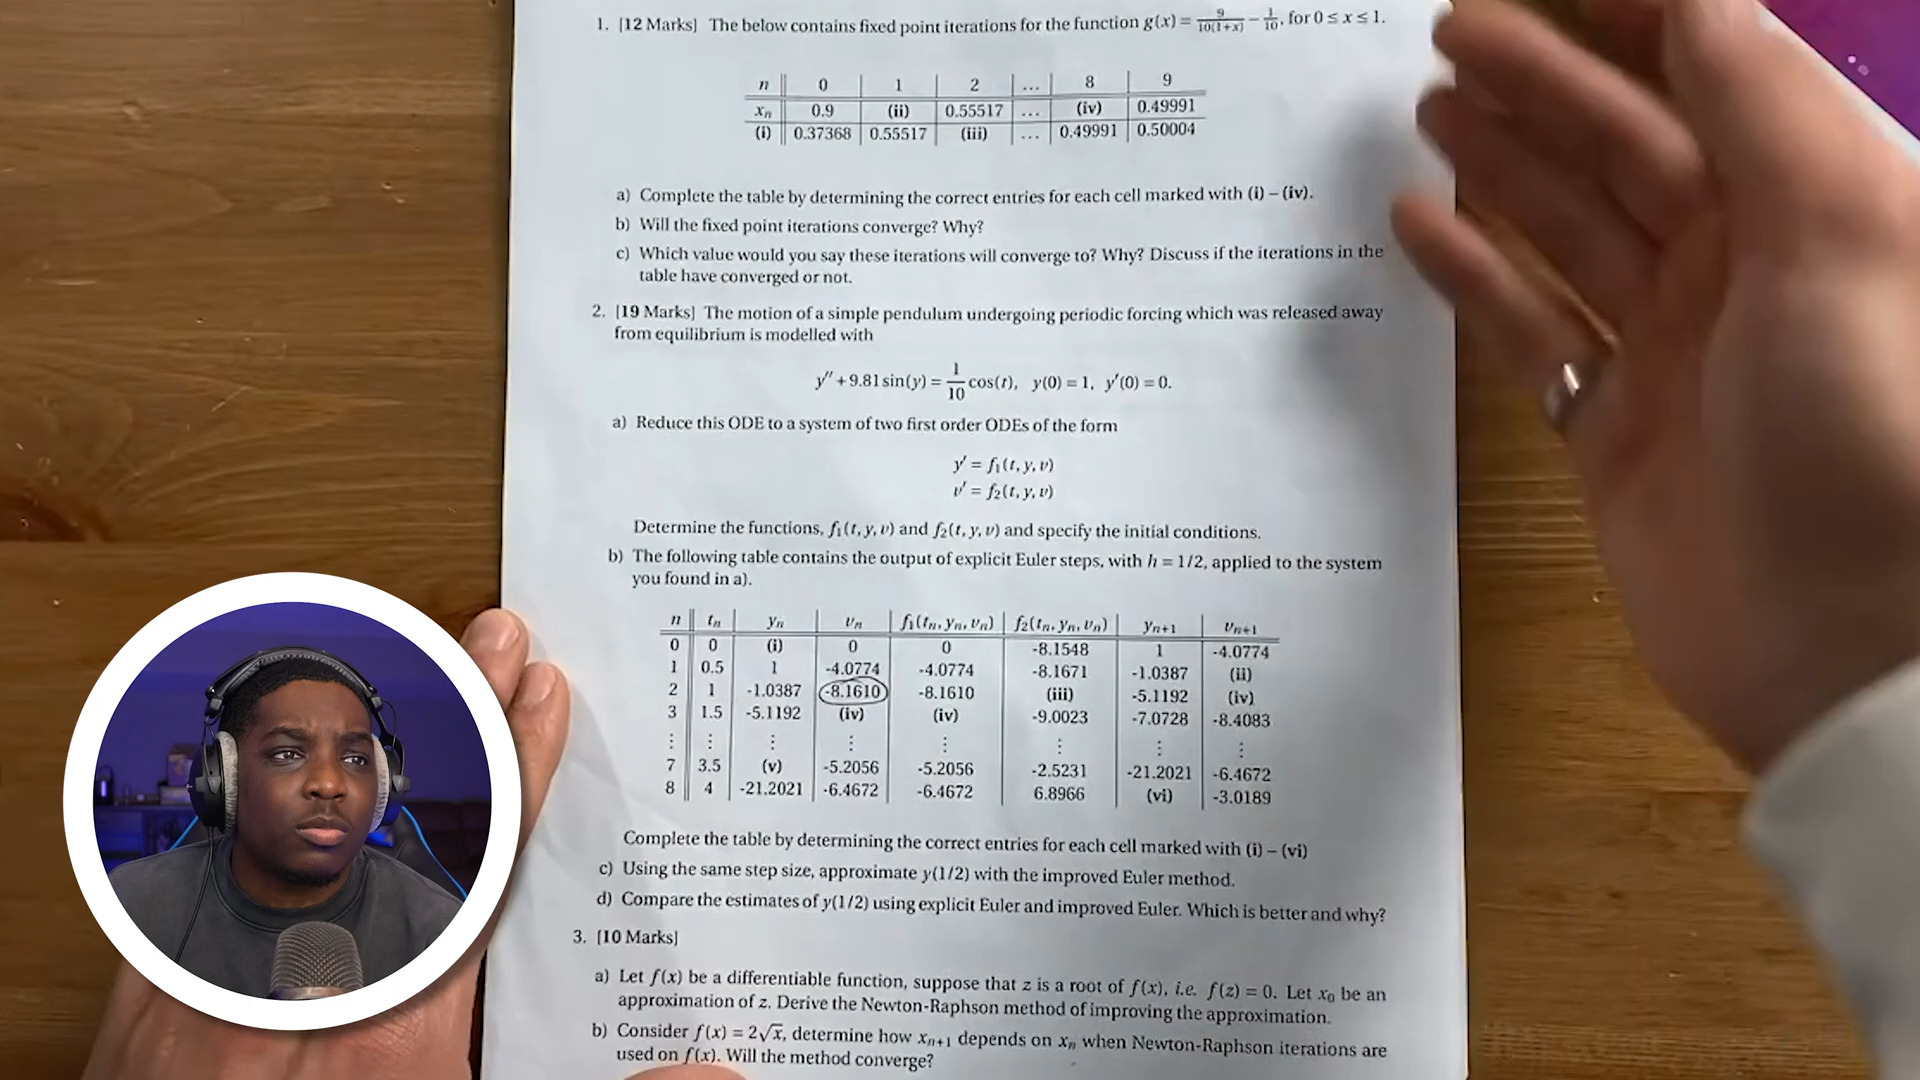 1. [12 Marks] The below contains fixed point iterations for the function g(x) = 9/10(1+x) − 1/10, for 0 ≤ x ≤ 1.
n 0 1 2 ... 8 9
xn 0.9 (ii) 0.55517 ... (iv) 0.49991
(i) 0.37368 0.55517 (iii) ... 0.49991 0.50004
a) Complete the table by determining the correct entries for each cell marked with (i) – (iv).
b) Will the fixed point iterations converge? Why?
c) Which value would you say these iterations will converge to? Why? Discuss if the iterations in the
table have converged or not.
2. [19 Marks] The motion of a simple pendulum undergoing periodic forcing which was released away
from equilibrium is modelled with
y″ + 9.81 sin(y) = 1/10 cos(t), y(0) = 1, y′(0) = 0.
a) Reduce this ODE to a system of two first order ODEs of the form
y′ = f1(t, y, v)
v′ = f2(t, y, v)
Determine the functions, f1(t, y, v) and f2(t, y, v) and specify the initial conditions.
b) The following table contains the output of explicit Euler steps, with h = 1/2, applied to the system
you found in a).
n tn yn vn f1(tn, yn, vn) f2(tn, yn, vn) yn+1 vn+1
0 0 (i) 0 0 -8.1548 1 -4.0774
1 0.5 1 -4.0774 -4.0774 -8.1671 -1.0387 (ii)
2 1 -1.0387 -8.1610 -8.1610 (iii) -5.1192 (iv)
3 1.5 -5.1192 (iv) (iv) -9.0023 -7.0728 -8.4083
⋮ ⋮ ⋮ ⋮ ⋮ ⋮ ⋮ ⋮
7 3.5 (v) -5.2056 -5.2056 -2.5231 -21.2021 -6.4672
8 4 -21.2021 -6.4672 -6.4672 6.8966 (vi) -3.0189
Complete the table by determining the correct entries for each cell marked with (i) – (vi)
c) Using the same step size, approximate y(1/2) with the improved Euler method.
d) Compare the estimates of y(1/2) using explicit Euler and improved Euler. Which is better and why?
3. [10 Marks]
a) Let f(x) be a differentiable function, suppose that z is a root of f(x), i.e. f(z) = 0. Let x0 be an
approximation of z. Derive the Newton-Raphson method of improving the approximation.
b) Consider f(x) = 2√x, determine how xn+1 depends on xn when Newton-Raphson iterations are
used on f(x). Will the method converge?